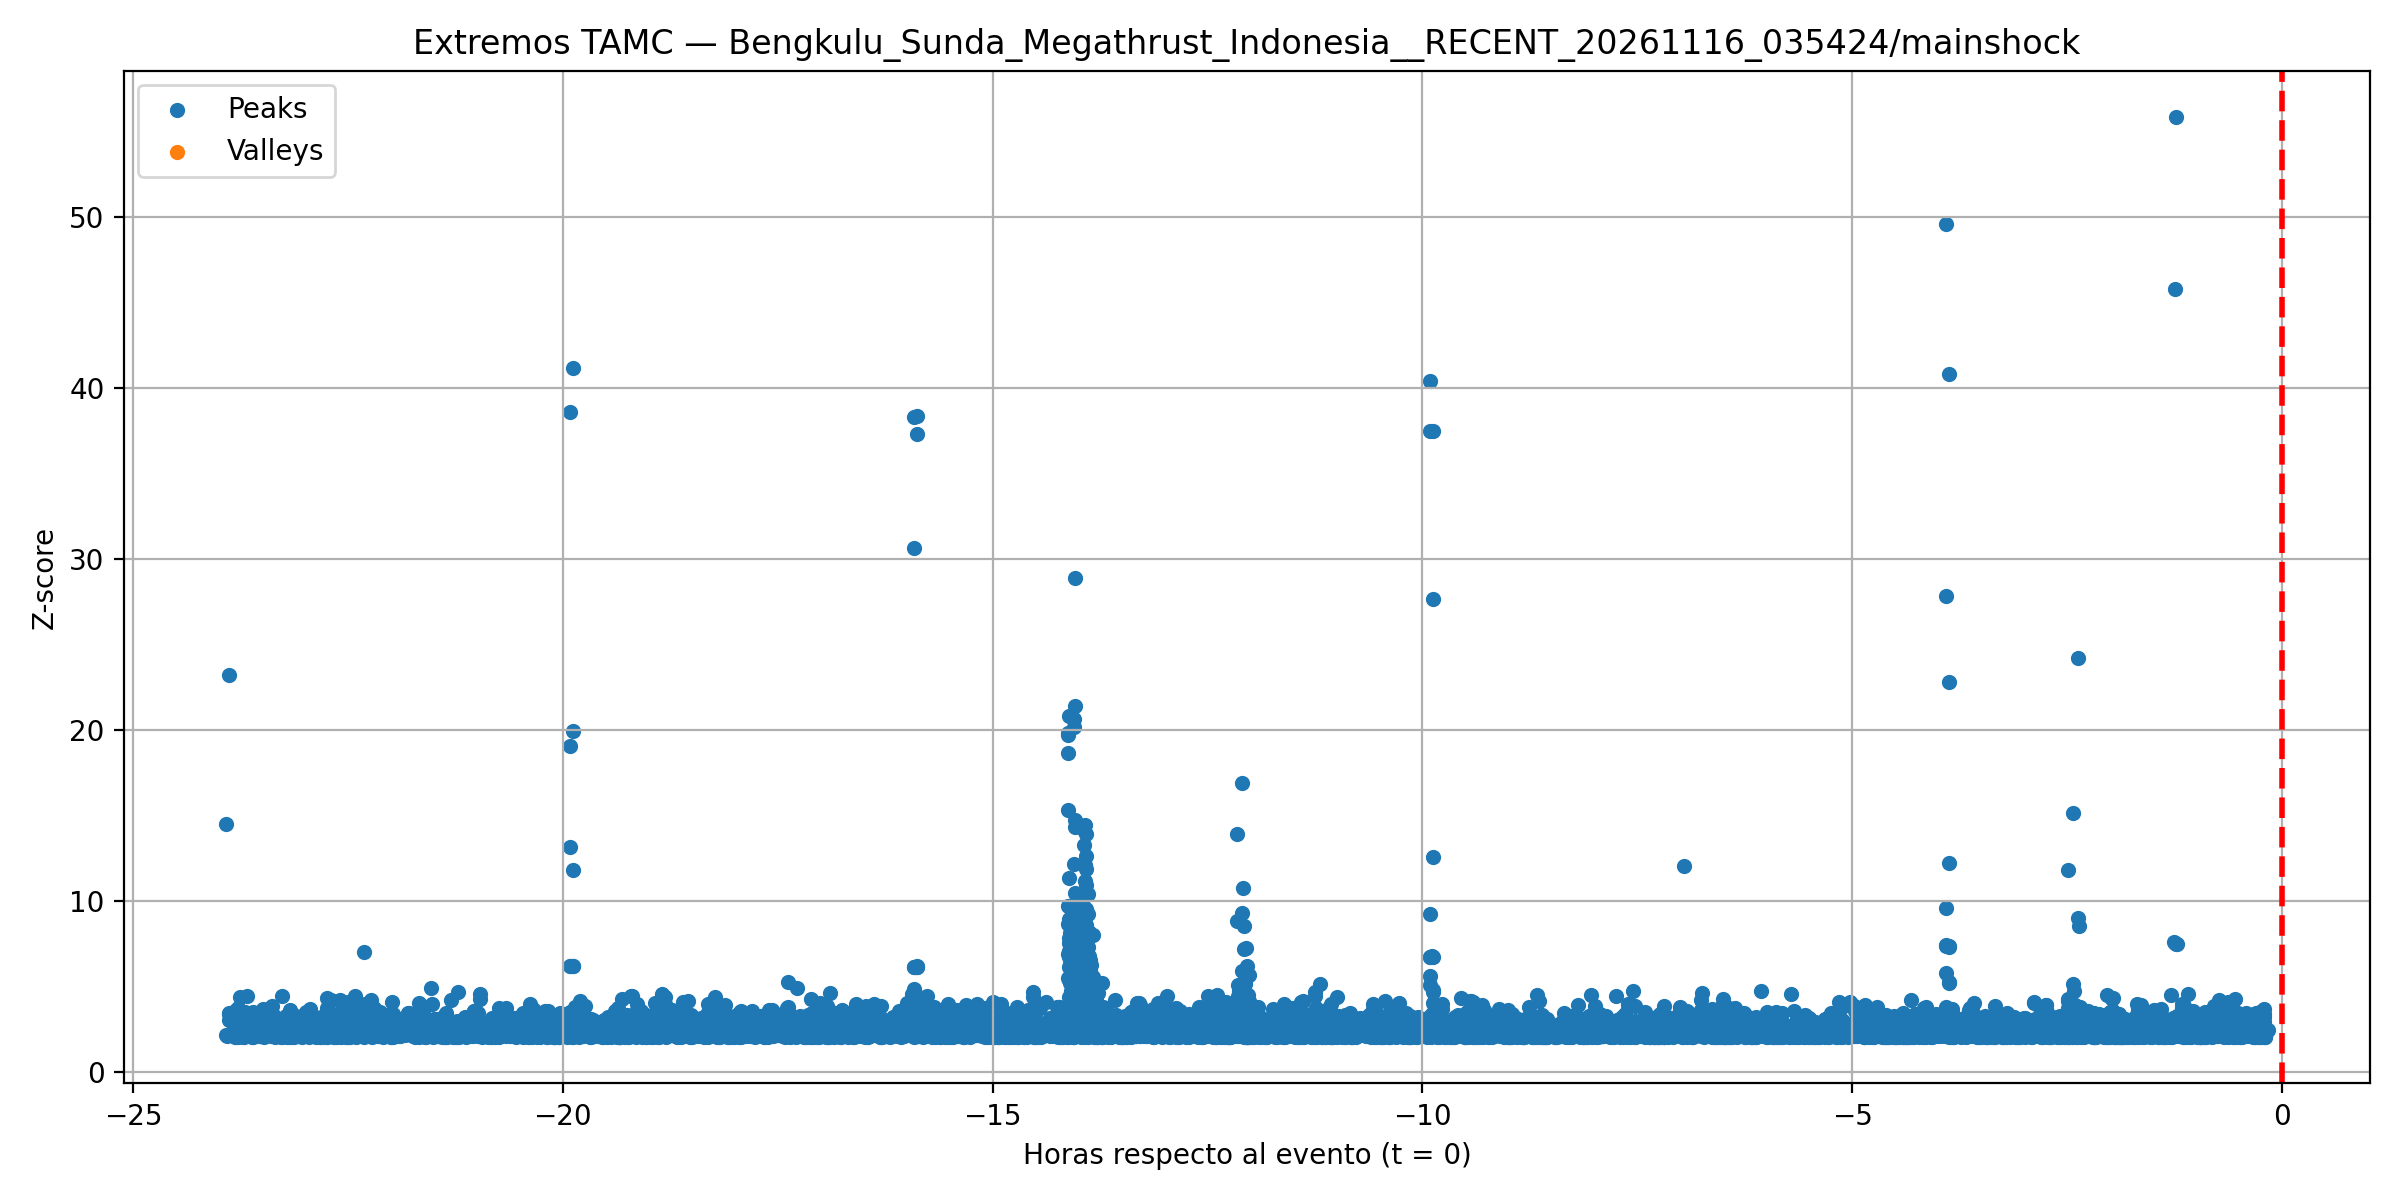 Extremos TAMC — Bengkulu_Sunda_Megathrust_Indonesia__RECENT_20261116_035424/mainshock
Peaks
Valleys
Z-score
50
40
30
20
10
0
−25 −20 −15 −10 −5 0
Horas respecto al evento (t = 0)